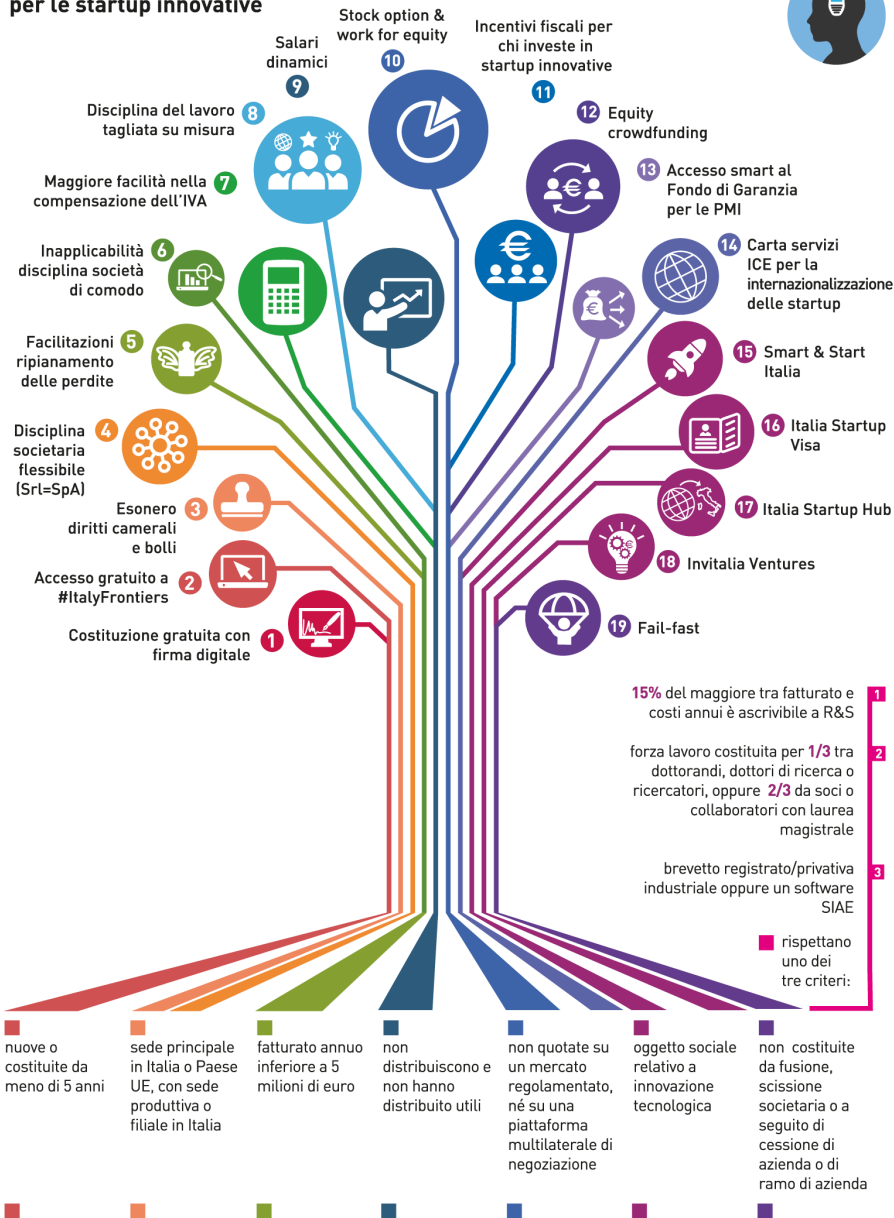 per le startup innovative
1
Costituzione gratuita con
firma digitale
2
Accesso gratuito a
#ItalyFrontiers
3
Esonero
diritti camerali
e bolli
4
Disciplina
societaria
flessibile
(Srl=SpA)
5
Facilitazioni
ripianamento
delle perdite
6
Inapplicabilità
disciplina società
di comodo
7
Maggiore facilità nella
compensazione dell'IVA
8
Disciplina del lavoro
tagliata su misura
Salari
dinamici
9
Stock option &
work for equity
10
Incentivi fiscali per
chi investe in
startup innovative
11
12 Equity
crowdfunding
13 Accesso smart al
Fondo di Garanzia
per le PMI
14 Carta servizi
ICE per la
internazionalizzazione
delle startup
15 Smart & Start
Italia
16 Italia Startup
Visa
17 Italia Startup Hub
18 Invitalia Ventures
19 Fail-fast
€
€
€
€
15% del maggiore tra fatturato e
costi annui è ascrivibile a R&S
1
forza lavoro costituita per 1/3 tra
dottorandi, dottori di ricerca o
ricercatori, oppure 2/3 da soci o
collaboratori con laurea
magistrale
2
brevetto registrato/privativa
industriale oppure un software
SIAE
3
rispettano
uno dei
tre criteri:
nuove o
costituite da
meno di 5 anni
sede principale
in Italia o Paese
UE, con sede
produttiva o
filiale in Italia
fatturato annuo
inferiore a 5
milioni di euro
non
distribuiscono e
non hanno
distribuito utili
non quotate su
un mercato
regolamentato,
né su una
piattaforma
multilaterale di
negoziazione
oggetto sociale
relativo a
innovazione
tecnologica
non costituite
da fusione,
scissione
societaria o a
seguito di
cessione di
azienda o di
ramo di azienda